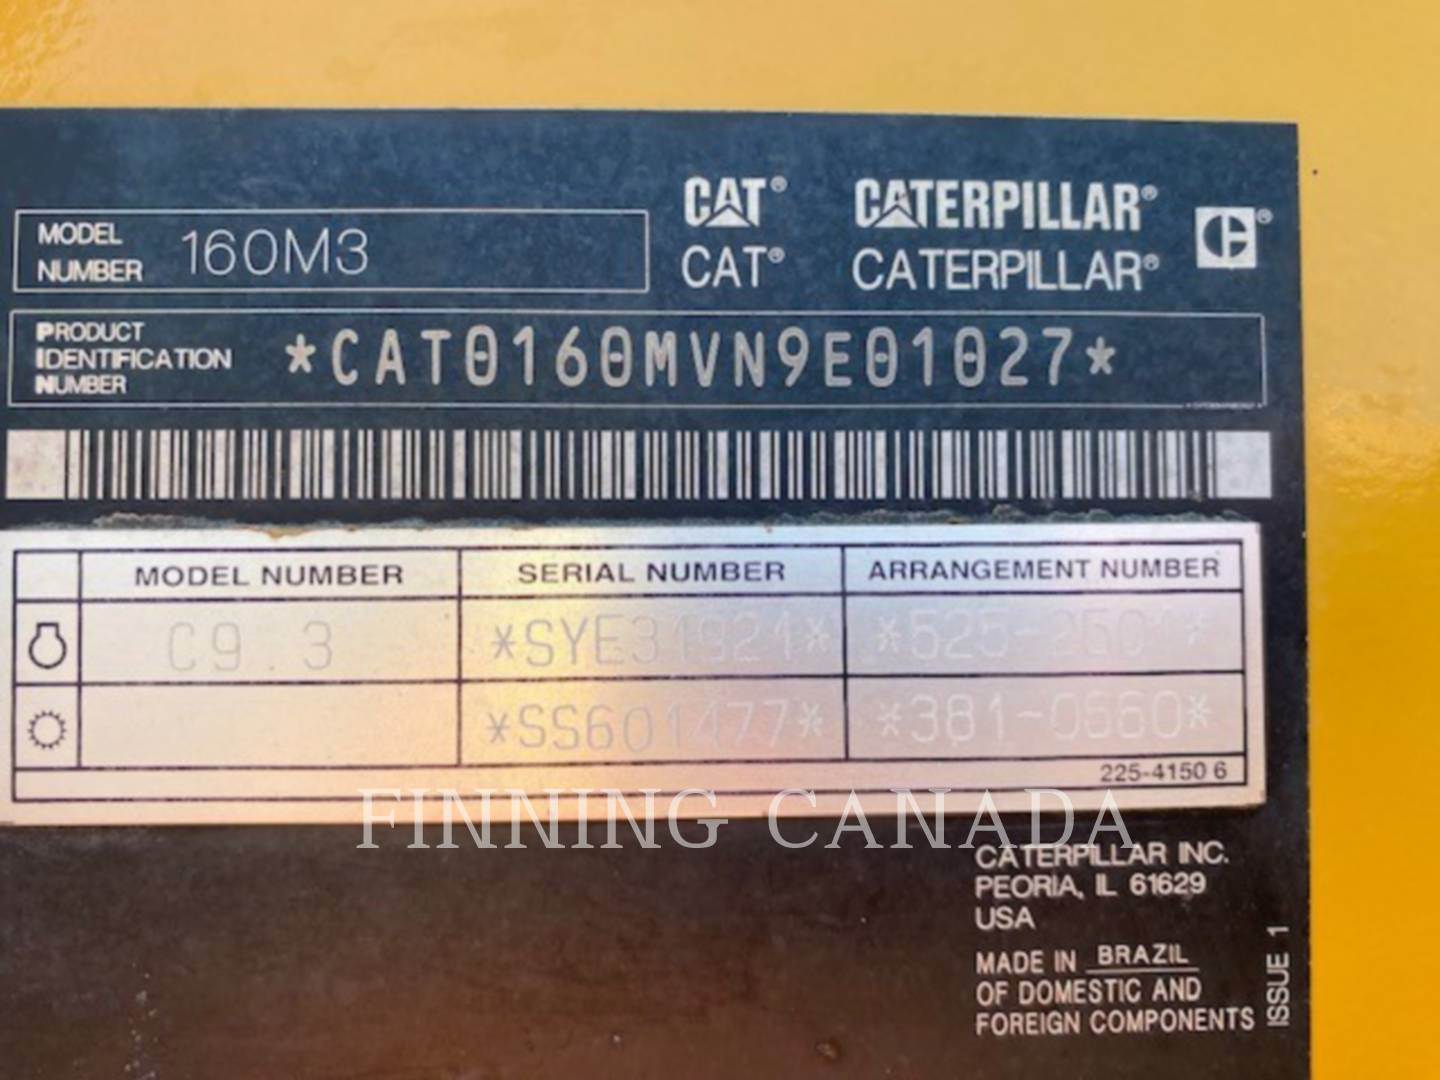 CAT® CATERPILLAR®
MODEL NUMBER 160M3 CAT® CATERPILLAR®
PRODUCT IDENTIFICATION NUMBER *CAT0160MVN9E01027*
MODEL NUMBER SERIAL NUMBER ARRANGEMENT NUMBER
C9.3 *SYE31921*
*SS601477* *381-0560*
225-4150 6
FINNING CANADA
CATERPILLAR INC.
PEORIA, IL 61629
USA
MADE IN BRAZIL
OF DOMESTIC AND
FOREIGN COMPONENTS
ISSUE 1